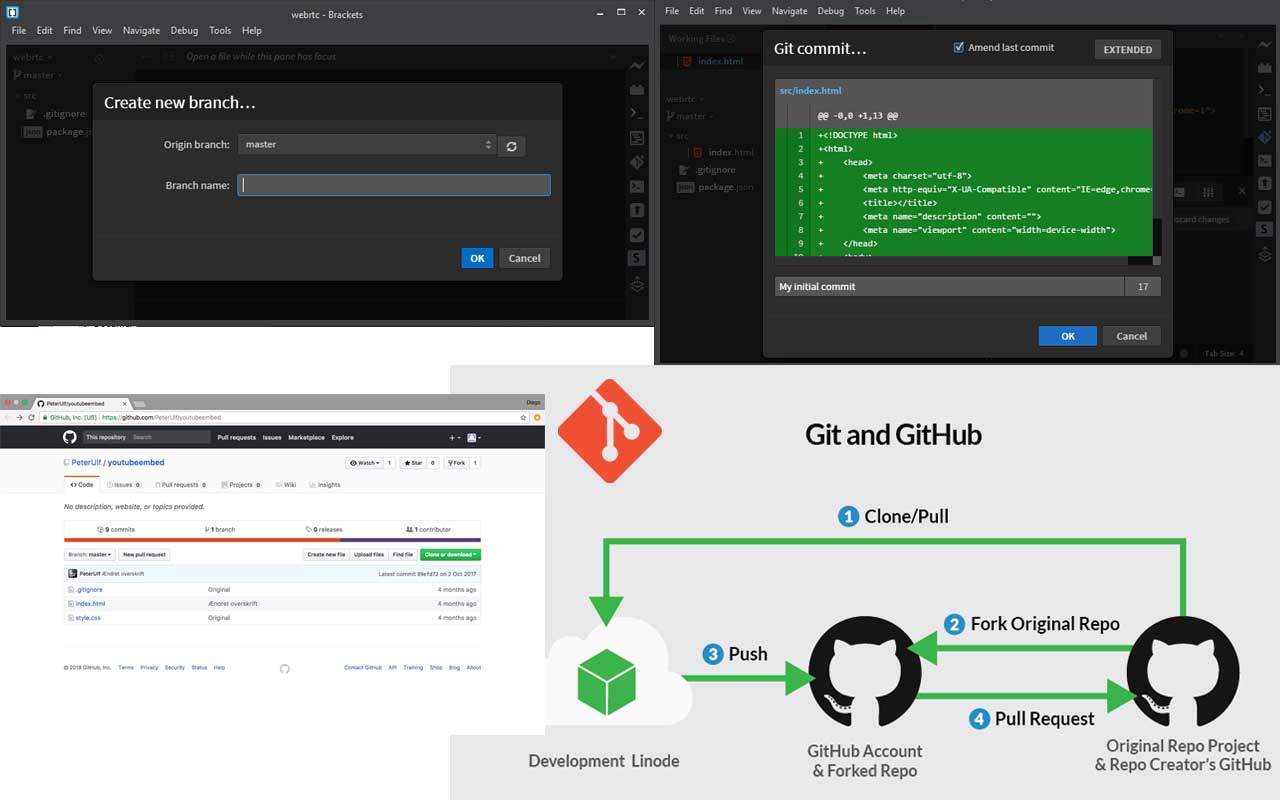 webrtc - Brackets
File Edit Find View Navigate Debug Tools Help
webrtc
Open a file while this pane has focus
master
src
.gitignore
json package.js
Create new branch…
Origin branch: master
Branch name:
OK Cancel
File Edit Find View Navigate Debug Tools Help
Working Files
index.html
webrtc
master
src
index.html
.gitignore
json package.json
rome=1">
scard changes
Tab Size: 4
Git commit…
Amend last commit
EXTENDED
src/index.html
@@ -0,0 +1,13 @@
1 +<!DOCTYPE html>
2 +<html>
3 + <head>
4 + <meta charset="utf-8">
5 + <meta http-equiv="X-UA-Compatible" content="IE=edge,chrome=
6 + <title></title>
7 + <meta name="description" content="">
8 + <meta name="viewport" content="width=device-width">
9 + </head>
10 + <body>
My initial commit 17
OK Cancel
PeterUlf/youtubeembed
Diego
GitHub, Inc. [US] https://github.com/PeterUlf/youtubeembed
This repository Search Pull requests Issues Marketplace Explore
PeterUlf / youtubeembed
Watch 1 Star 0 Fork 1
Code Issues 0 Pull requests 0 Projects 0 Wiki Insights
No description, website, or topics provided.
9 commits 1 branch 0 releases 1 contributor
Branch: master New pull request Create new file Upload files Find file Clone or download
PeterUlf Ændret overskrift Latest commit 89efd72 on 2 Oct 2017
.gitignore Original 4 months ago
index.html Ændret overskrift 4 months ago
style.css Original 4 months ago
© 2018 GitHub, Inc. Terms Privacy Security Status Help Contact GitHub API Training Shop Blog About
Git and GitHub
1 Clone/Pull
2 Fork Original Repo
3 Push
4 Pull Request
Development Linode
GitHub Account
& Forked Repo
Original Repo Project
& Repo Creator's GitHub